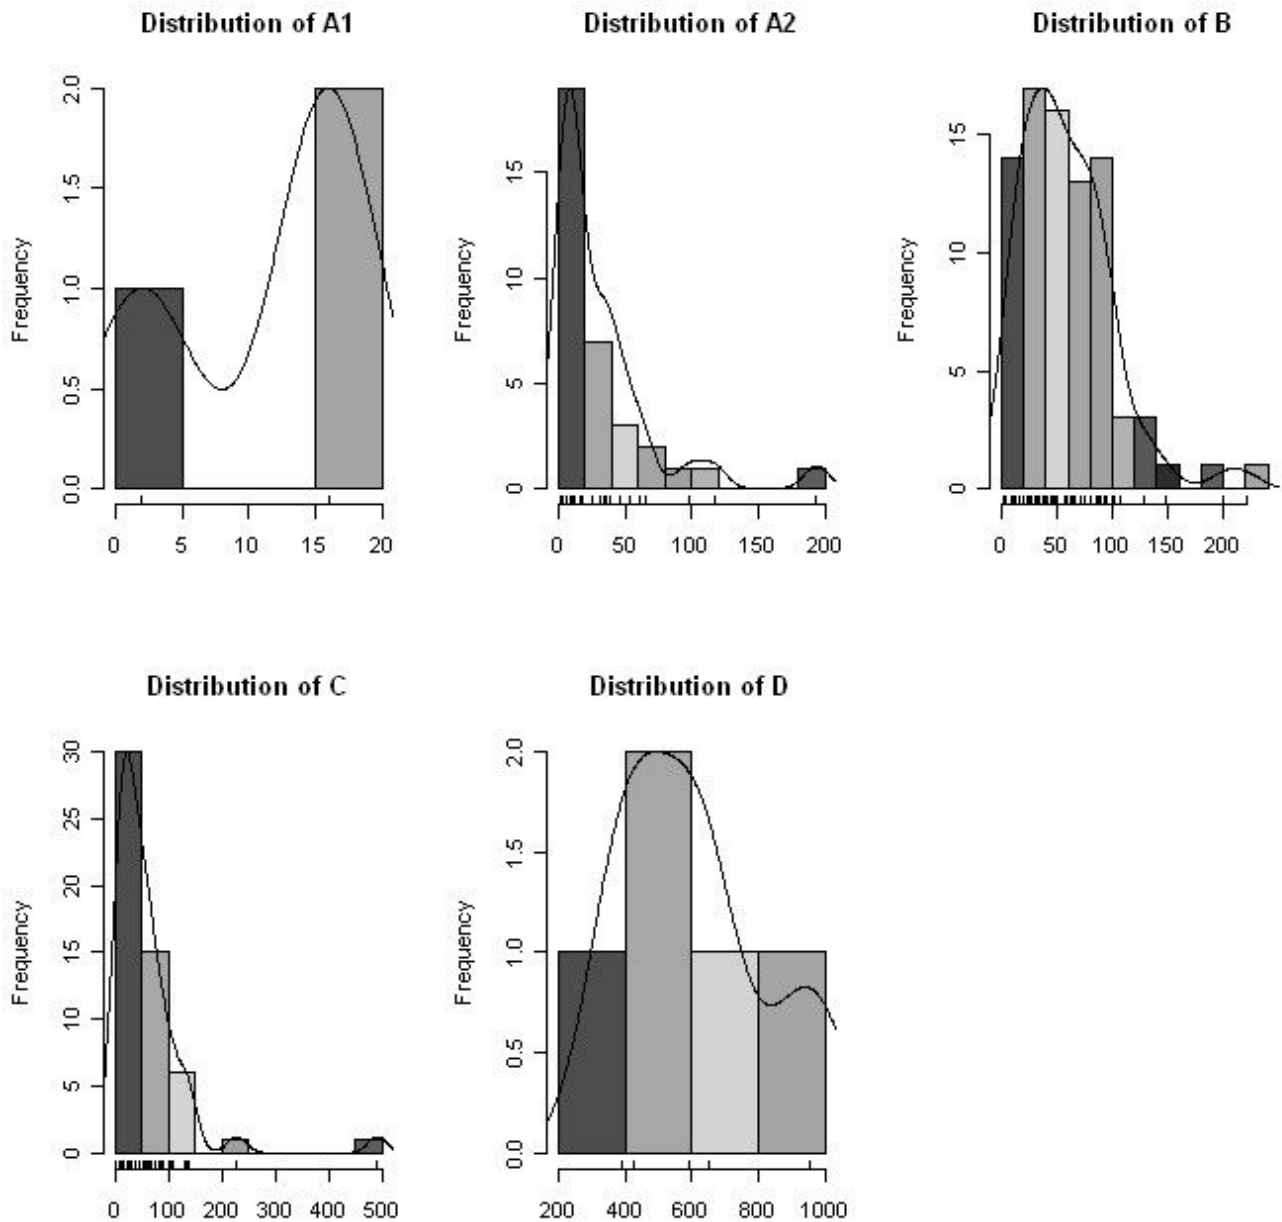 Distribution of A1
Distribution of A2
Distribution of B
Frequency
0.0 0.5 1.0 1.5 2.0
0 5 10 15 20
Frequency
0 5 10 15
0 50 100 150 200
Frequency
0 5 10 15
0 50 100 150 200
Distribution of C
Distribution of D
Frequency
0 5 10 15 20 25 30
0 100 200 300 400 500
Frequency
0.0 0.5 1.0 1.5 2.0
200 400 600 800 1000